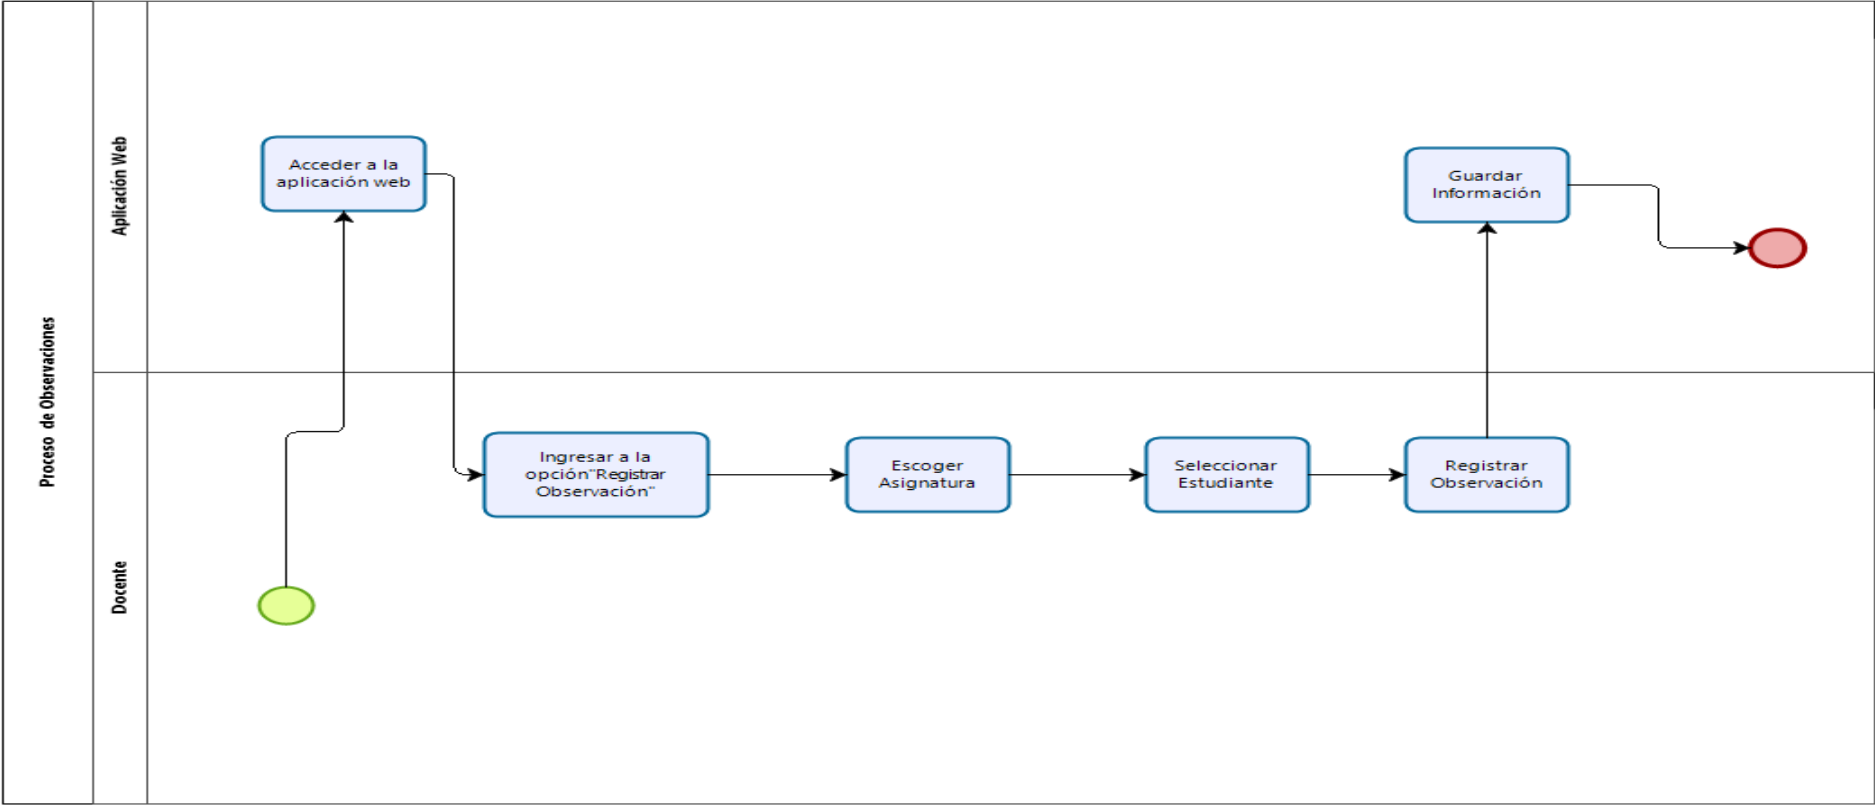 Proceso de Observaciones
Aplicación Web
Acceder a la
aplicación web
Guardar
Información
Docente
Ingresar a la
opción¨Registrar
Observación¨
Escoger
Asignatura
Seleccionar
Estudiante
Registrar
Observación